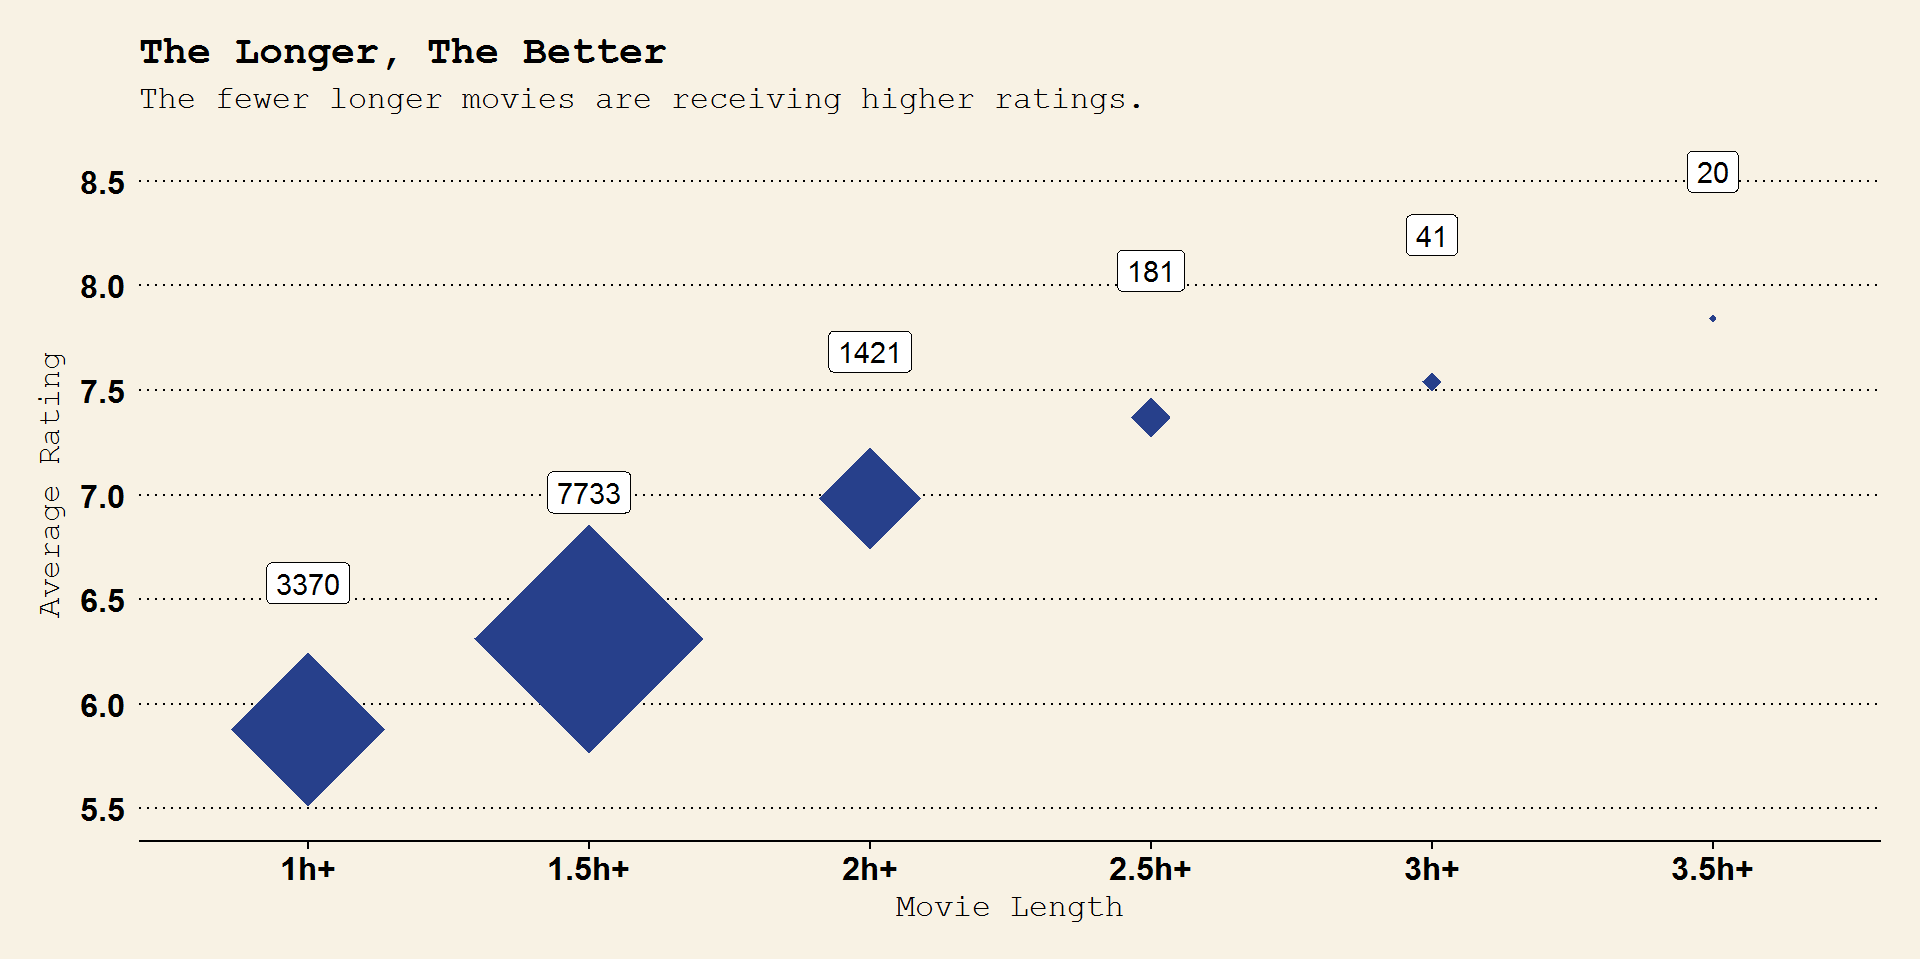 The Longer, The Better
The fewer longer movies are receiving higher ratings.
8.5
8.0
7.5
7.0
6.5
6.0
5.5
Average Rating
3370
7733
1421
181
41
20
1h+
1.5h+
2h+
2.5h+
3h+
3.5h+
Movie Length